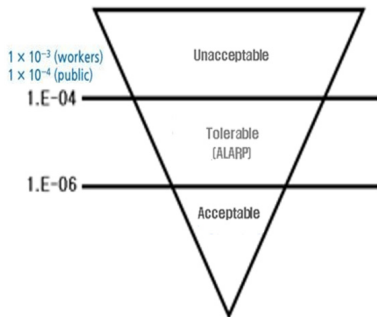 Unacceptable
1 × 10⁻³ (workers)
1 × 10⁻⁴ (public)
1.E-04
Tolerable
(ALARP)
1.E-06
Acceptable